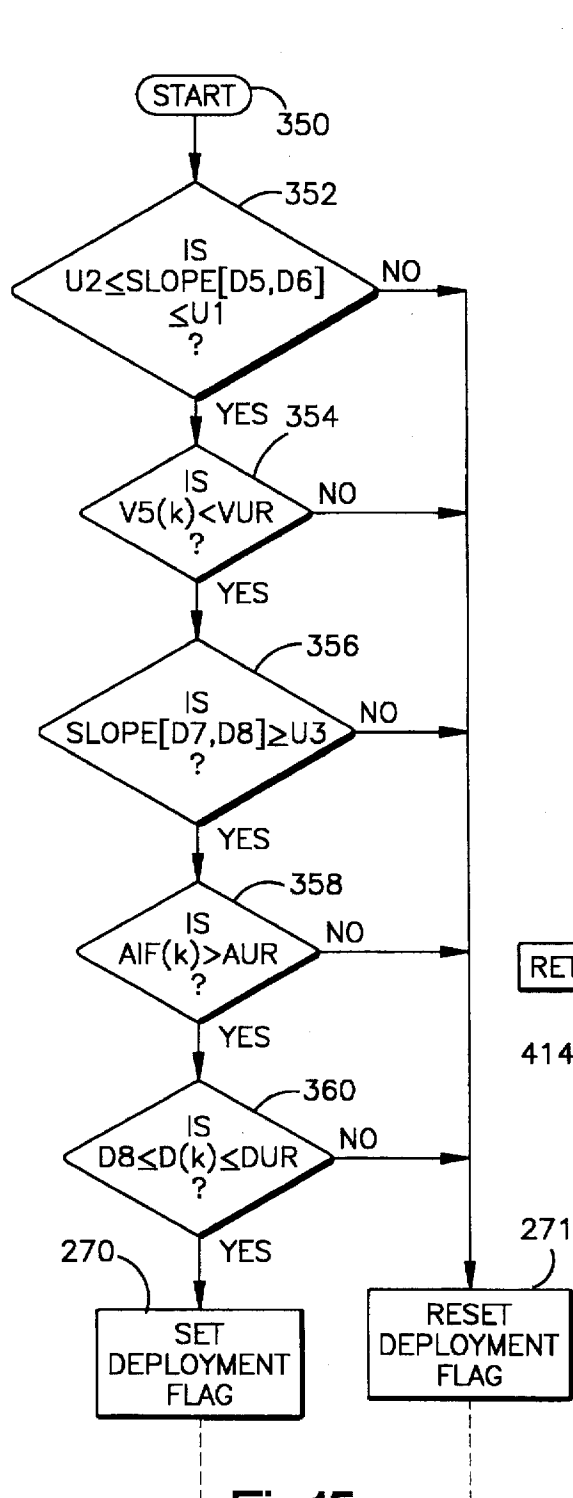 START
350
352
IS
U2≤SLOPE[D5,D6]
≤U1
?
NO
YES
354
IS
V5(k)<VUR
?
NO
YES
356
IS
SLOPE[D7,D8]≥U3
?
NO
YES
358
IS
AIF(k)>AUR
?
NO
YES
414
360
IS
D8≤D(k)≤DUR
?
NO
YES
270
SET
DEPLOYMENT
FLAG
271
RESET
DEPLOYMENT
FLAG